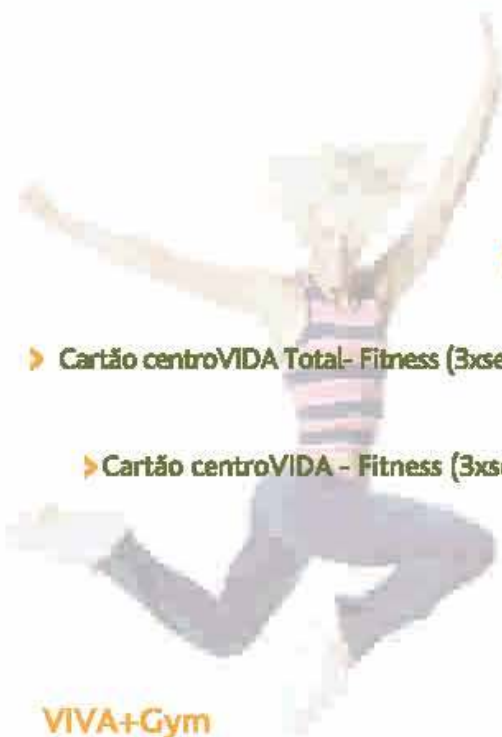 > Cartão centroVIDA Total- Fitness (3xse
> Cartão centroVIDA - Fitness (3xs
VIVA+Gym